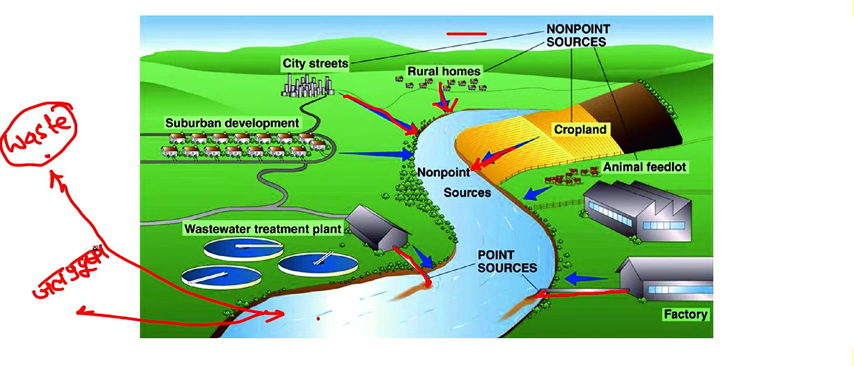 NONPOINT
SOURCES
City streets
Rural homes
Waste
Suburban development
Cropland
Nonpoint
Sources
Animal feedlot
Wastewater treatment plant
POINT
SOURCES
जल प्रदूषण
Factory